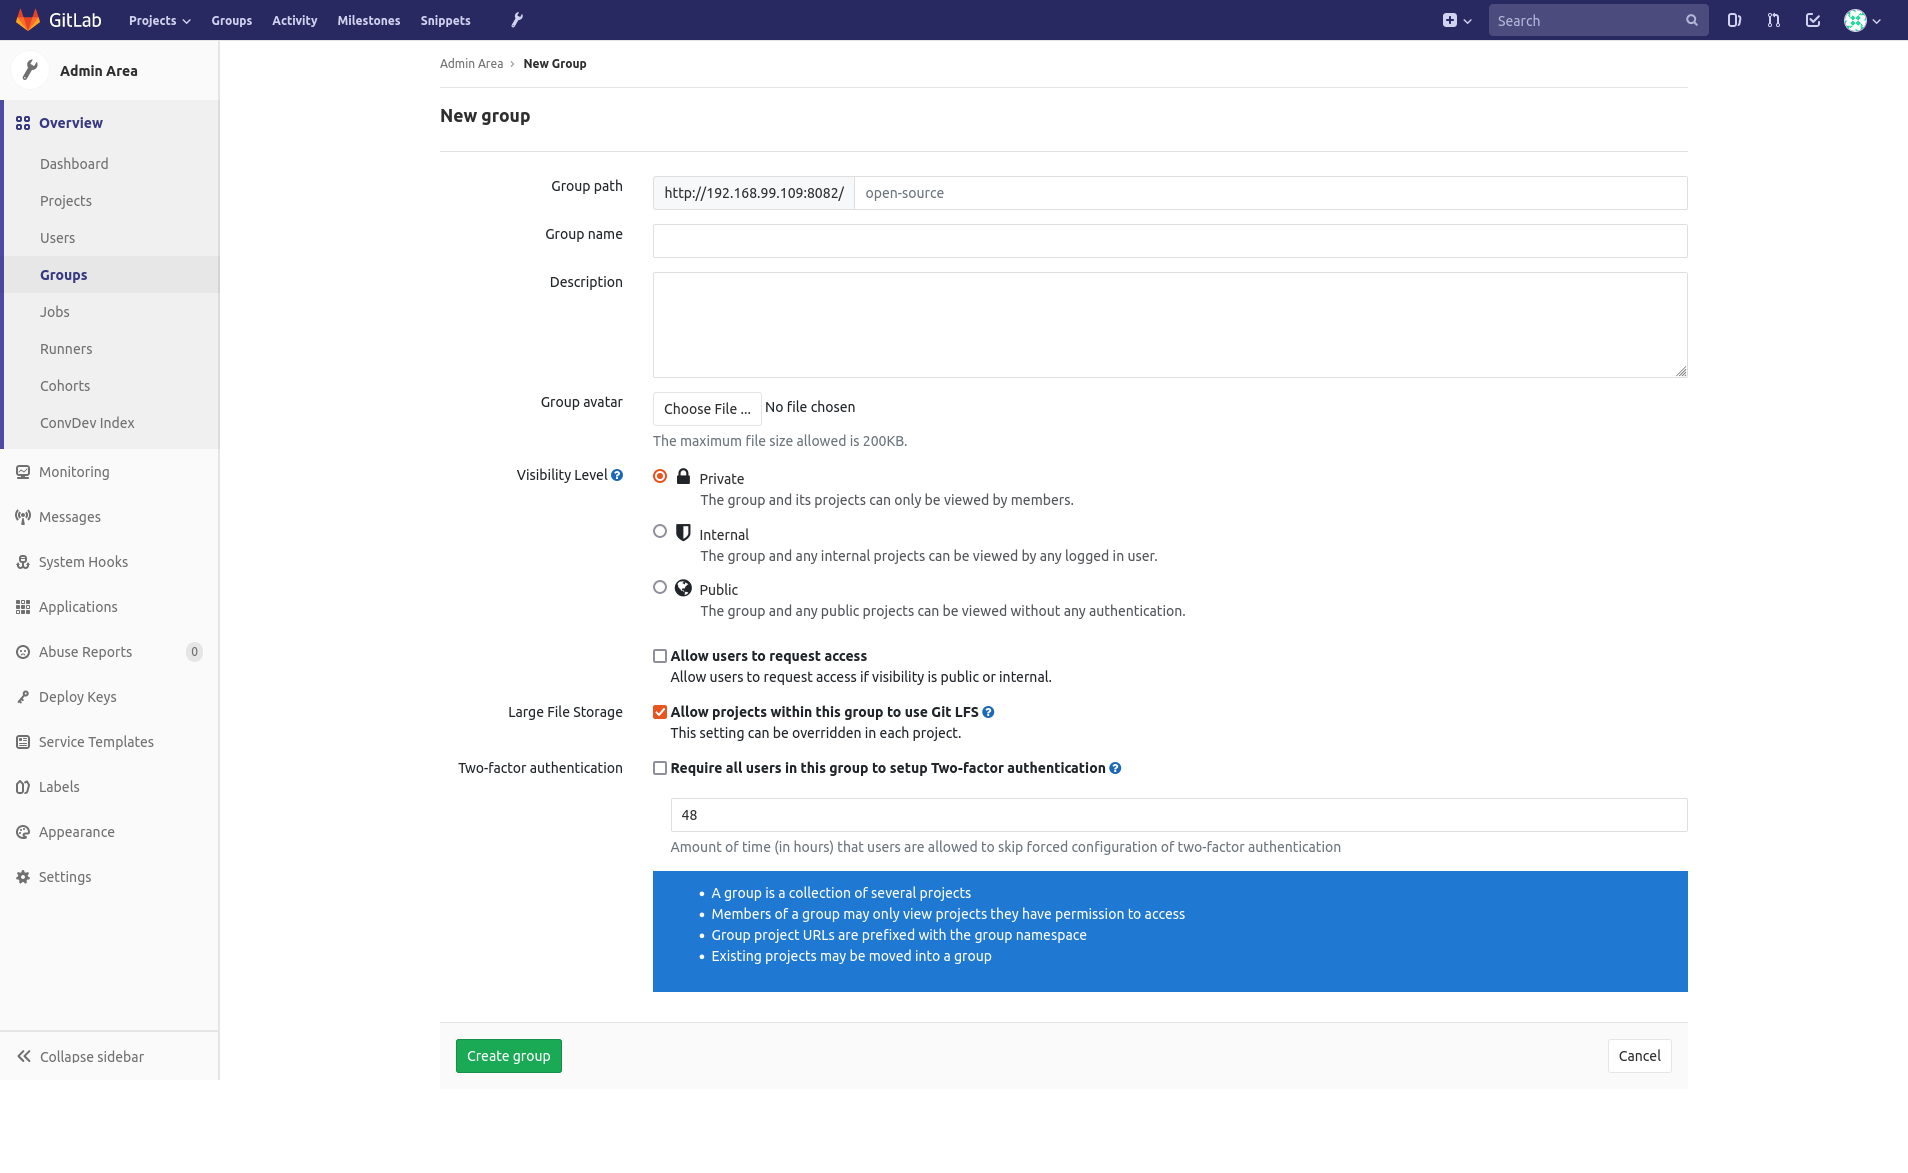 GitLab Projects Groups Activity Milestones Snippets Search
Admin Area
Overview
Dashboard
Projects
Users
Groups
Jobs
Runners
Cohorts
ConvDev Index
Monitoring
Messages
System Hooks
Applications
Abuse Reports 0
Deploy Keys
Service Templates
Labels
Appearance
Settings
Collapse sidebar
Admin Area › New Group
New group
Group path http://192.168.99.109:8082/ open-source
Group name
Description
Group avatar Choose File ... No file chosen
The maximum file size allowed is 200KB.
Visibility Level ? Private
The group and its projects can only be viewed by members.
Internal
The group and any internal projects can be viewed by any logged in user.
Public
The group and any public projects can be viewed without any authentication.
Allow users to request access
Allow users to request access if visibility is public or internal.
Large File Storage Allow projects within this group to use Git LFS ?
This setting can be overridden in each project.
Two-factor authentication Require all users in this group to setup Two-factor authentication ?
48
Amount of time (in hours) that users are allowed to skip forced configuration of two-factor authentication
• A group is a collection of several projects
• Members of a group may only view projects they have permission to access
• Group project URLs are prefixed with the group namespace
• Existing projects may be moved into a group
Create group Cancel